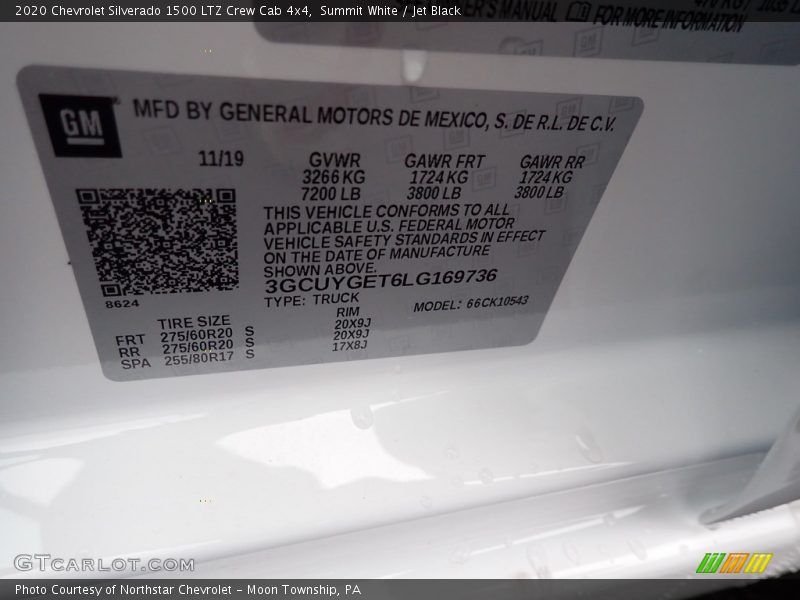 2020 Chevrolet Silverado 1500 LTZ Crew Cab 4x4, Summit White / Jet Black
MANUAL FOR MORE INFORMATION
GM
MFD BY GENERAL MOTORS DE MEXICO, S. DE R.L. DE C.V.
11/19 GVWR GAWR FRT GAWR RR
3266 KG 1724 KG 1724 KG
7200 LB 3800 LB 3800 LB
THIS VEHICLE CONFORMS TO ALL
APPLICABLE U.S. FEDERAL MOTOR
VEHICLE SAFETY STANDARDS IN EFFECT
ON THE DATE OF MANUFACTURE
SHOWN ABOVE.
3GCUYGET6LG169736
8624
TYPE: TRUCK MODEL: 66CK10543
TIRE SIZE RIM
FRT 275/60R20 S 20X9J
RR 275/60R20 S 20X9J
SPA 255/80R17 S 17X8J
GTCARLOT.COM
Photo Courtesy of Northstar Chevrolet - Moon Township, PA